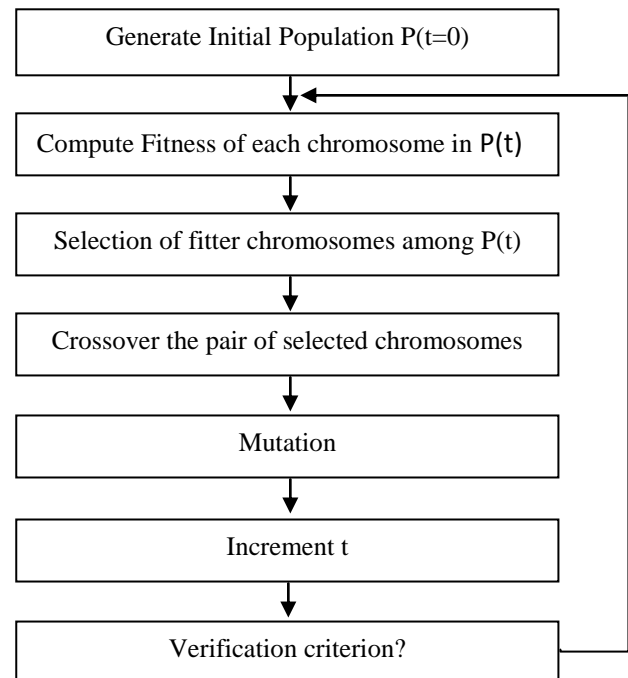 Generate Initial Population P(t=0)
Compute Fitness of each chromosome in P(t)
Selection of fitter chromosomes among P(t)
Crossover the pair of selected chromosomes
Mutation
Increment t
Verification criterion?